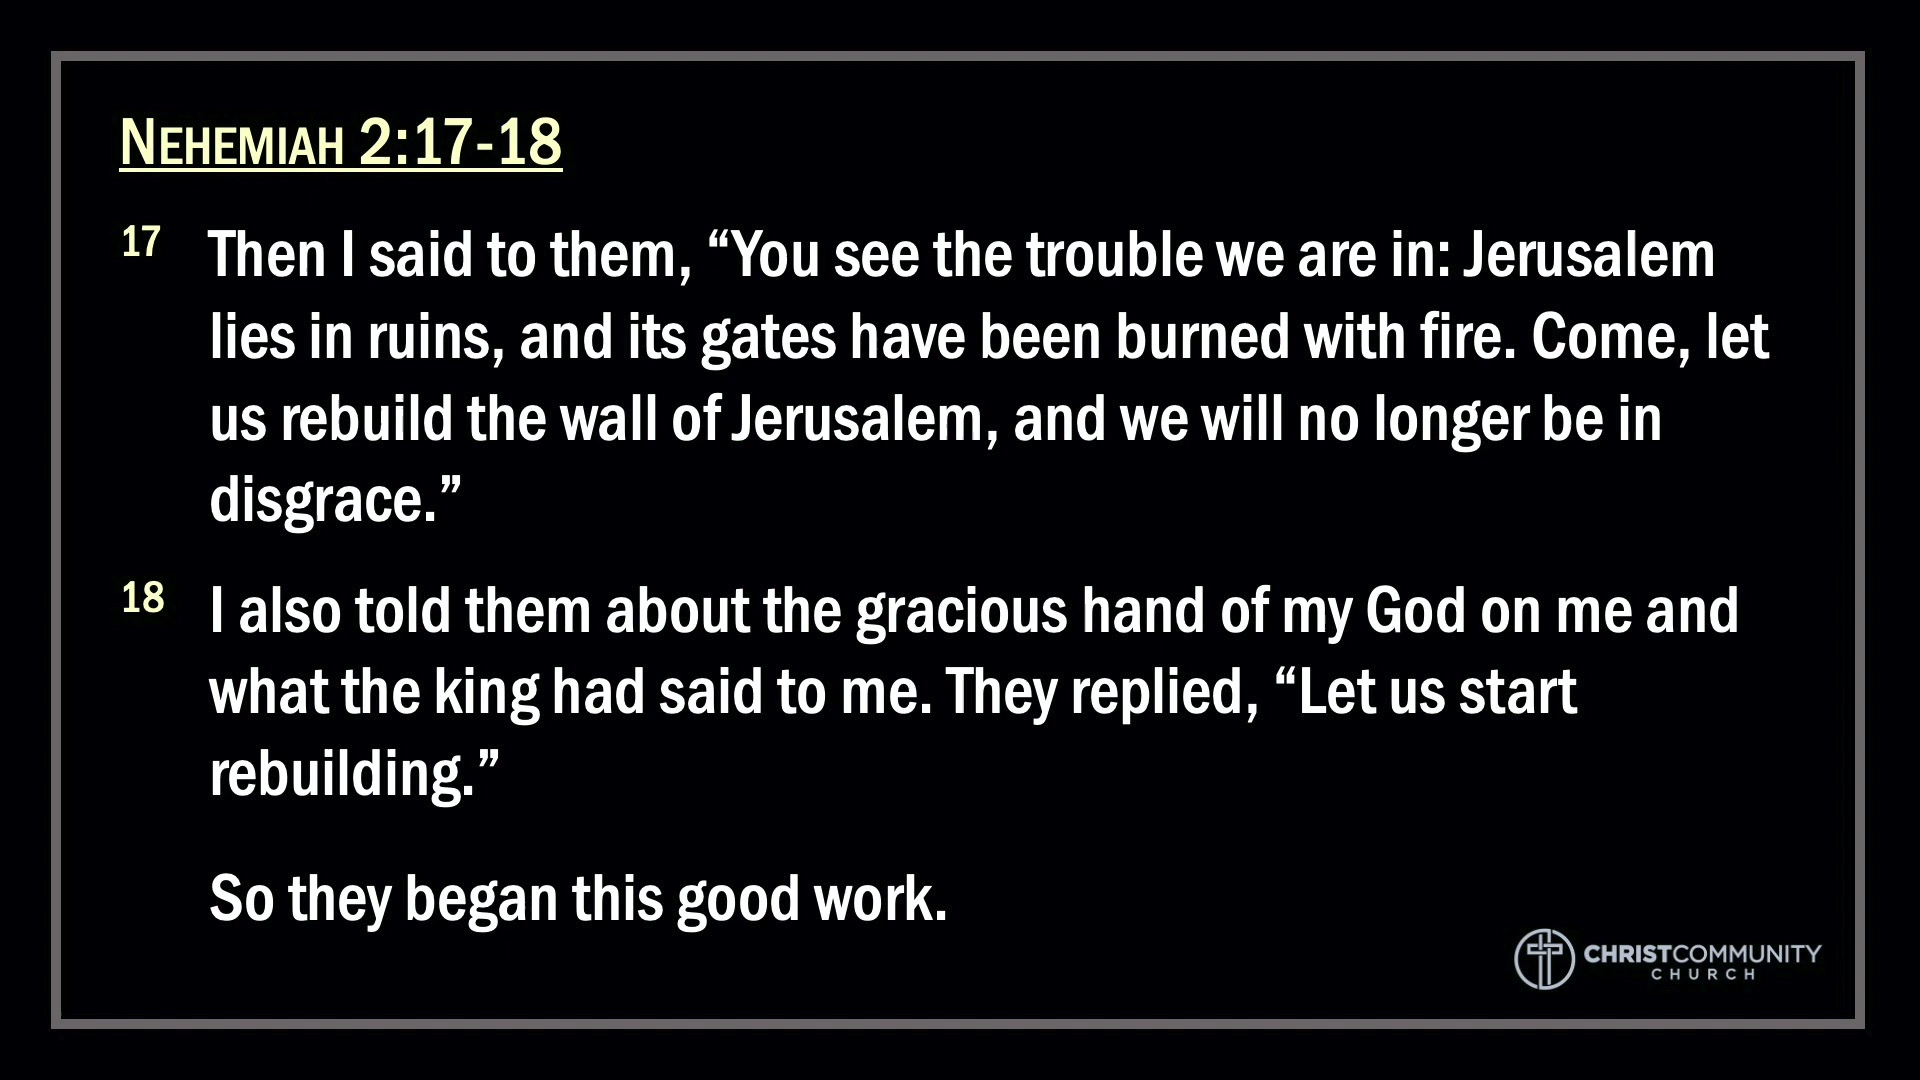 NEHEMIAH 2:17-18
17 Then I said to them, “You see the trouble we are in: Jerusalem
lies in ruins, and its gates have been burned with fire. Come, let
us rebuild the wall of Jerusalem, and we will no longer be in
disgrace.”
18 I also told them about the gracious hand of my God on me and
what the king had said to me. They replied, “Let us start
rebuilding.”
So they began this good work.
CHRISTCOMMUNITY
CHURCH